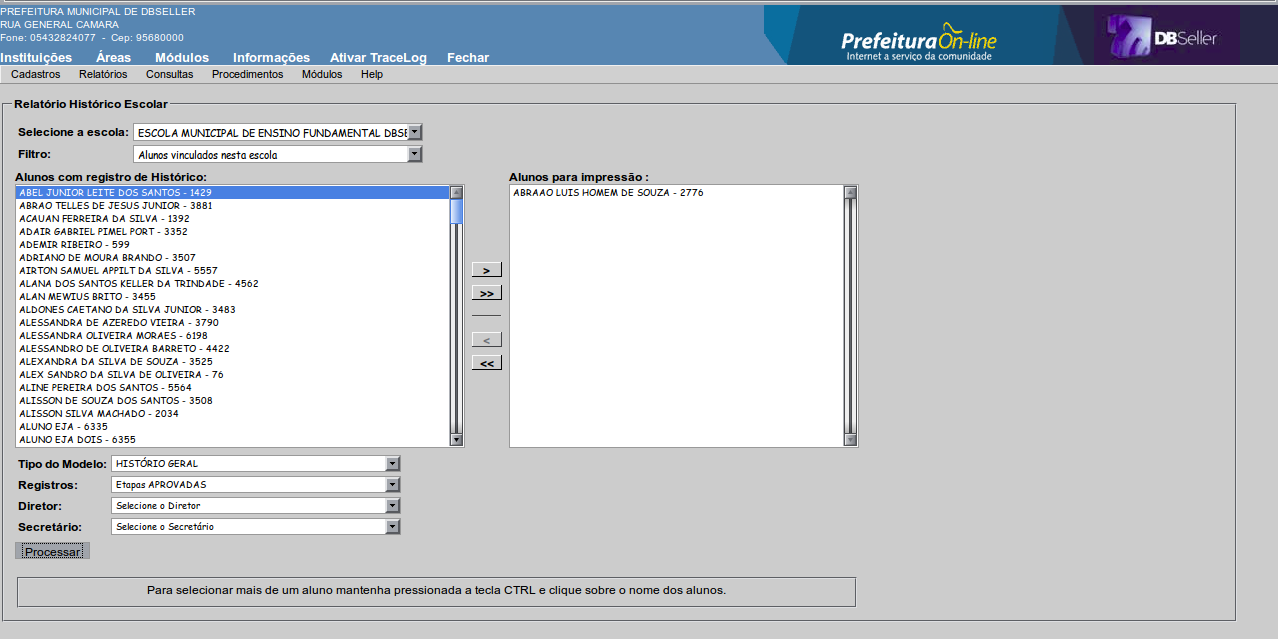 PREFEITURA MUNICIPAL DE DBSELLER
RUA GENERAL CAMARA
Fone: 05432824077 - Cep: 95680000
Prefeitura On-line
Internet a serviço da comunidade
DBSeller
Instituições Áreas Módulos Informações Ativar TraceLog Fechar
Cadastros Relatórios Consultas Procedimentos Módulos Help
Relatório Histórico Escolar
Selecione a escola: ESCOLA MUNICIPAL DE ENSINO FUNDAMENTAL DBSE
Filtro: Alunos vinculados nesta escola
Alunos com registro de Histórico:
ABEL JUNIOR LEITE DOS SANTOS - 1429
ABRAO TELLES DE JESUS JUNIOR - 3881
ACAUAN FERREIRA DA SILVA - 1392
ADAIR GABRIEL PIMEL PORT - 3352
ADEMIR RIBEIRO - 599
ADRIANO DE MOURA BRANDO - 3507
AIRTON SAMUEL APPILT DA SILVA - 5557
ALANA DOS SANTOS KELLER DA TRINDADE - 4562
ALAN MEWIUS BRITO - 3455
ALDONES CAETANO DA SILVA JUNIOR - 3483
ALESSANDRA DE AZEREDO VIEIRA - 3790
ALESSANDRA OLIVEIRA MORAES - 6198
ALESSANDRO DE OLIVEIRA BARRETO - 4422
ALEXANDRA DA SILVA DE SOUZA - 3525
ALEX SANDRO DA SILVA DE OLIVEIRA - 76
ALINE PEREIRA DOS SANTOS - 5564
ALISSON DE SOUZA DOS SANTOS - 3508
ALISSON SILVA MACHADO - 2034
ALUNO EJA - 6335
ALUNO EJA DOIS - 6355
>
>>
<
<<
Alunos para impressão :
ABRAAO LUIS HOMEM DE SOUZA - 2776
Tipo do Modelo: HISTÓRIO GERAL
Registros: Etapas APROVADAS
Diretor: Selecione o Diretor
Secretário: Selecione o Secretário
Processar
Para selecionar mais de um aluno mantenha pressionada a tecla CTRL e clique sobre o nome dos alunos.